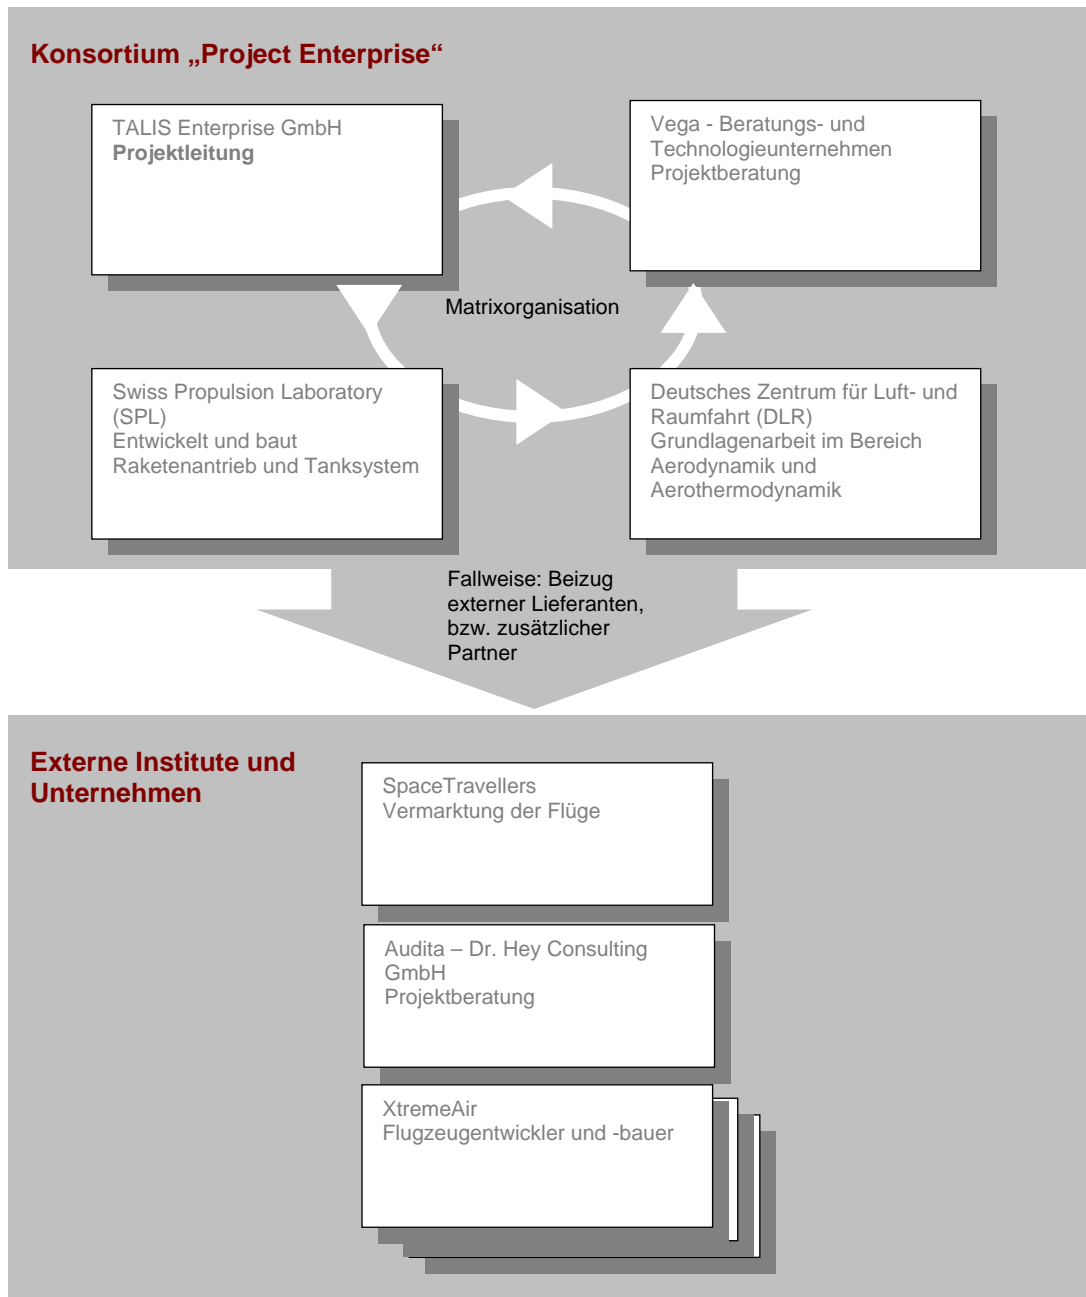 Konsortium „Project Enterprise“
TALIS Enterprise GmbH
Projektleitung
Vega - Beratungs- und
Technologieunternehmen
Projektberatung
Matrixorganisation
Swiss Propulsion Laboratory
(SPL)
Entwickelt und baut
Raketenantrieb und Tanksystem
Deutsches Zentrum für Luft- und
Raumfahrt (DLR)
Grundlagenarbeit im Bereich
Aerodynamik und
Aerothermodynamik
Fallweise: Beizug
externer Lieferanten,
bzw. zusätzlicher
Partner
Externe Institute und
Unternehmen
SpaceTravellers
Vermarktung der Flüge
Audita – Dr. Hey Consulting
GmbH
Projektberatung
XtremeAir
Flugzeugentwickler und -bauer